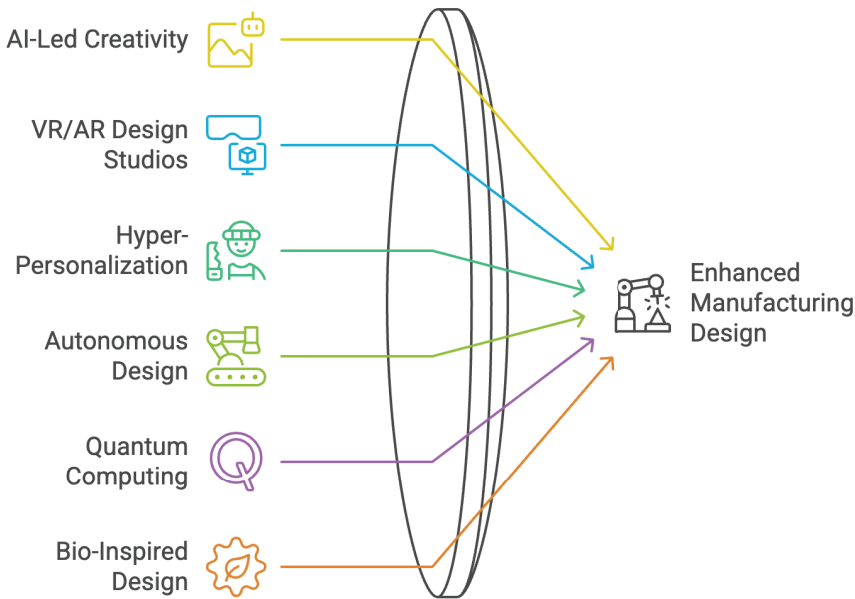 AI-Led Creativity
VR/AR Design
Studios
Hyper-
Personalization
Autonomous
Design
Quantum
Computing
Bio-Inspired
Design
Enhanced
Manufacturing
Design